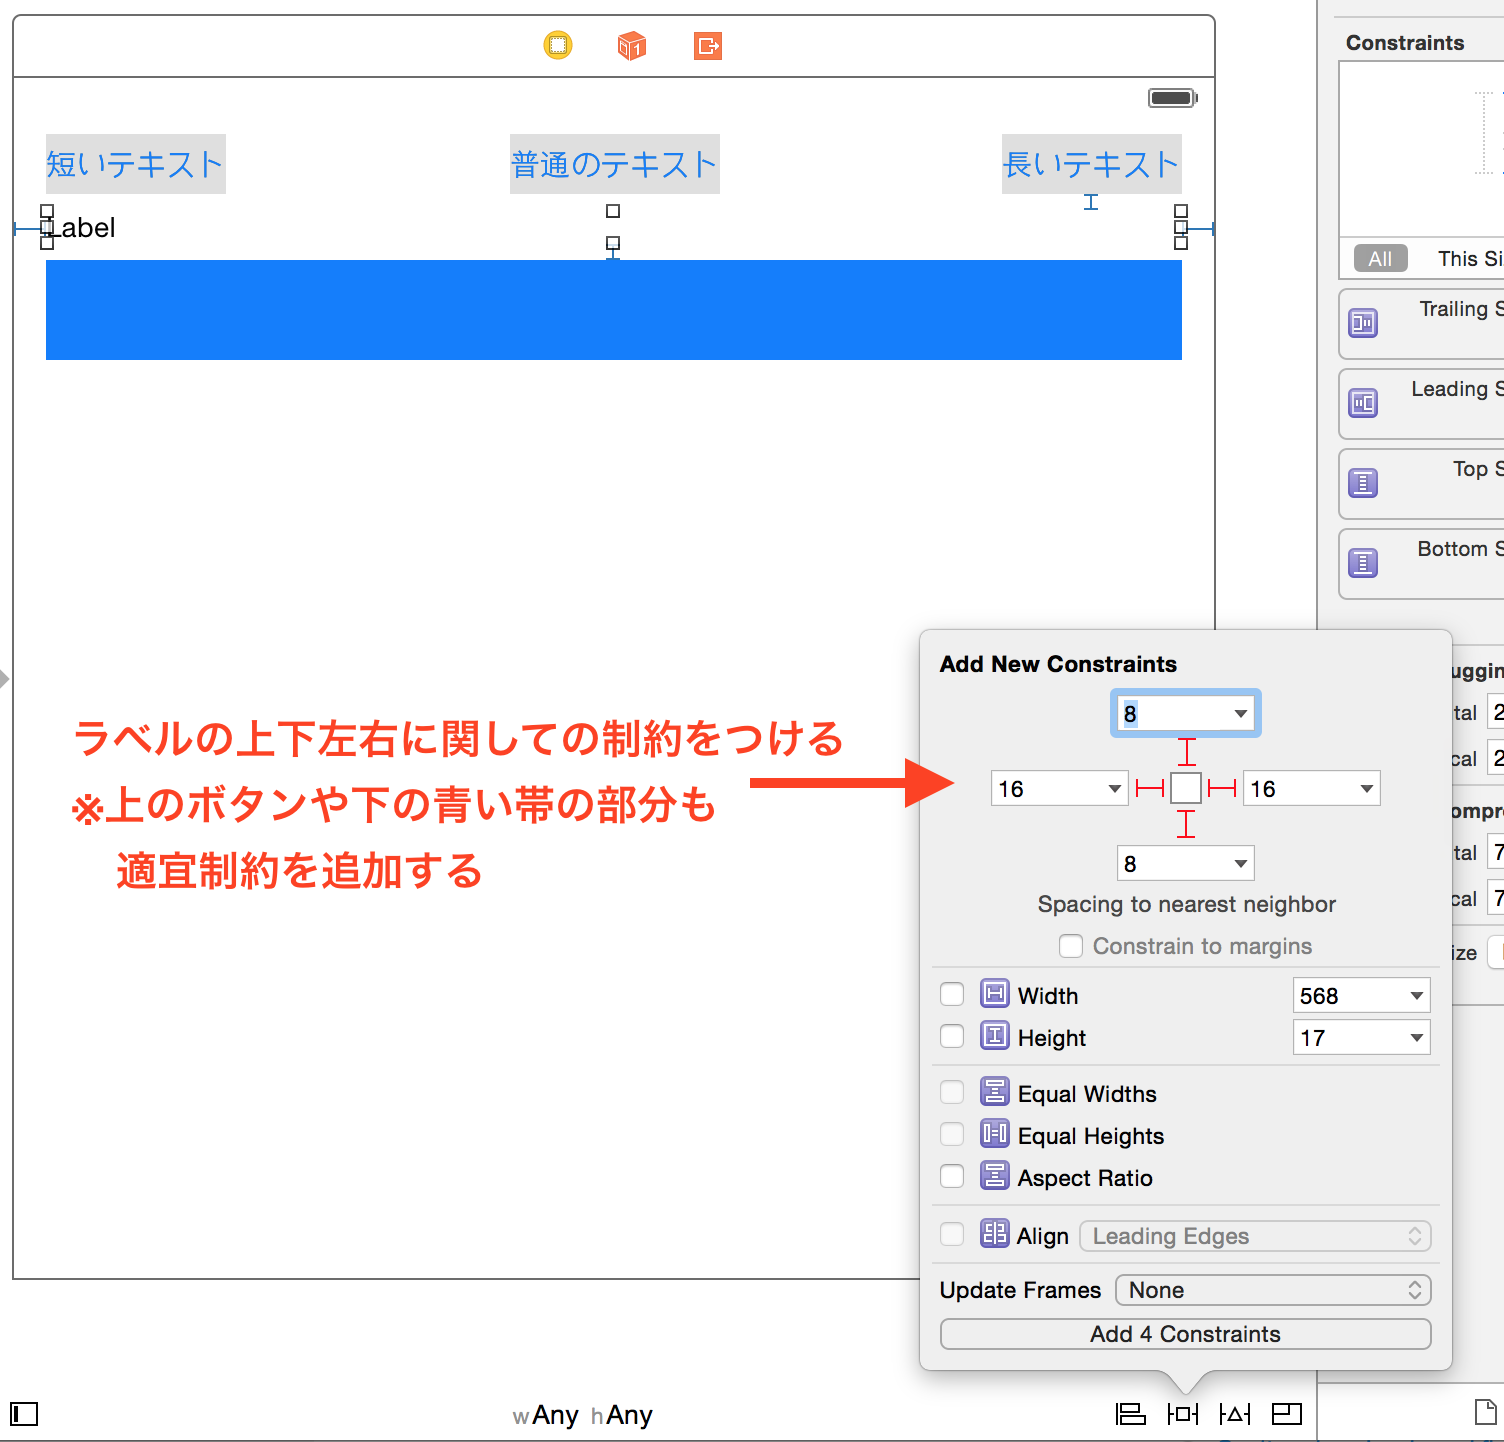 Constraints
短いテキスト
普通のテキスト
長いテキスト
Label
All
This Si
Trailing S
Leading S
Top S
Bottom S
ラベルの上下左右に関しての制約をつける
※上のボタンや下の青い帯の部分も
適宜制約を追加する
Add New Constraints
8
16
16
8
Spacing to nearest neighbor
Constrain to margins
Width
568
Height
17
Equal Widths
Equal Heights
Aspect Ratio
Align
Leading Edges
Update Frames
None
Add 4 Constraints
uggin
tal 2
cal 2
ompre
tal 7
cal 7
ize
wAny hAny